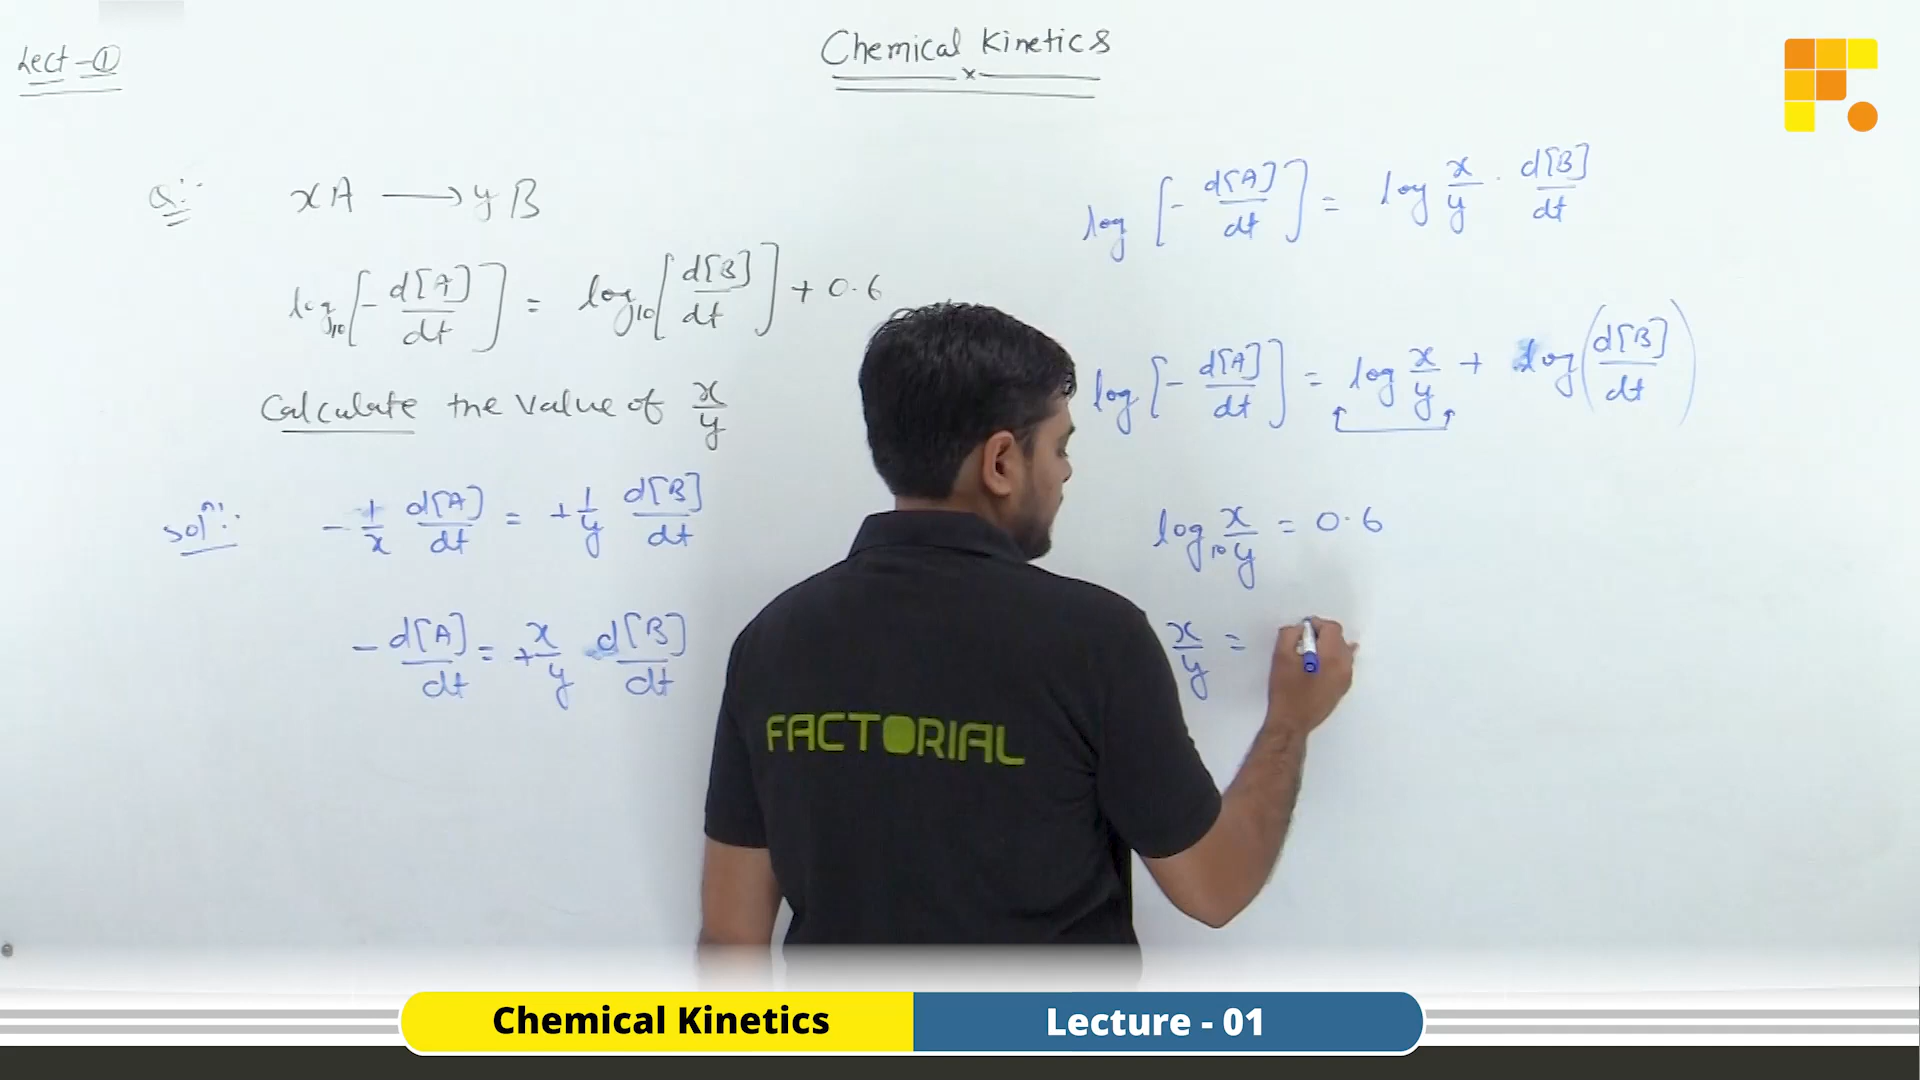 Lect-①
Chemical Kinetics
x
Q:-
xA ⟶ yB
log₁₀[-d[A]/dt] = log₁₀[d[B]/dt] + 0.6
Calculate the value of x/y
Solⁿ:-
-1/x d[A]/dt = +1/y d[B]/dt
-d[A]/dt = +x/y d[B]/dt
log[-d[A]/dt] = log x/y · d[B]/dt
log[-d[A]/dt] = log x/y + log(d[B]/dt)
log₁₀ x/y = 0.6
x/y =
FACTORIAL
Chemical Kinetics
Lecture - 01